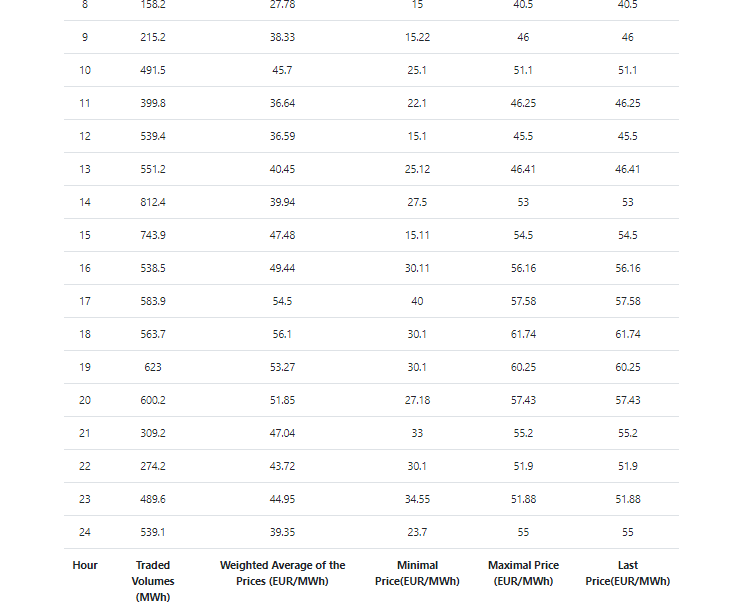 8 158.2 27.78 15 40.5 40.5
9 215.2 38.33 15.22 46 46
10 491.5 45.7 25.1 51.1 51.1
11 399.8 36.64 22.1 46.25 46.25
12 539.4 36.59 15.1 45.5 45.5
13 551.2 40.45 25.12 46.41 46.41
14 812.4 39.94 27.5 53 53
15 743.9 47.48 15.11 54.5 54.5
16 538.5 49.44 30.11 56.16 56.16
17 583.9 54.5 40 57.58 57.58
18 563.7 56.1 30.1 61.74 61.74
19 623 53.27 30.1 60.25 60.25
20 600.2 51.85 27.18 57.43 57.43
21 309.2 47.04 33 55.2 55.2
22 274.2 43.72 30.1 51.9 51.9
23 489.6 44.95 34.55 51.88 51.88
24 539.1 39.35 23.7 55 55
Hour Traded Weighted Average of the Minimal Maximal Price Last
Volumes Prices (EUR/MWh) Price(EUR/MWh) (EUR/MWh) Price(EUR/MWh)
(MWh)